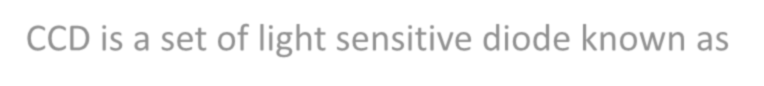 CCD is a set of light sensitive diode known as